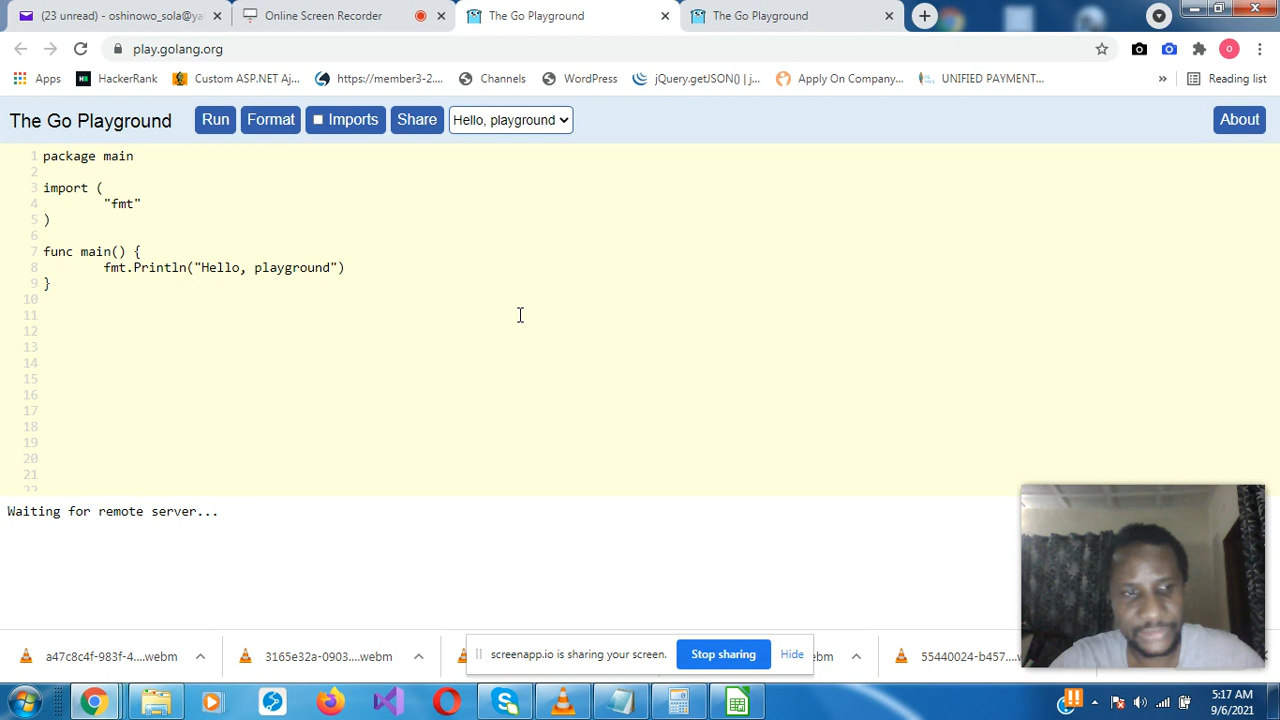 (23 unread) - oshinowo_sola@ya
Online Screen Recorder
The Go Playground
The Go Playground
play.golang.org
O
Apps
HackerRank
Custom ASP.NET Aj...
https://member3-2....
Channels
WordPress
jQuery.getJSON() | j...
Apply On Company...
UNIFIED PAYMENT...
»
Reading list
The Go Playground
Run
Format
Imports
Share
Hello, playground
About
1 package main
2
3 import (
4 "fmt"
5 )
6
7 func main() {
8 fmt.Println("Hello, playground")
9 }
10
11
12
13
14
15
16
17
18
19
20
21
22
Waiting for remote server...
a47c8c4f-983f-4....webm
3165e32a-0903....webm
screenapp.io is sharing your screen.
Stop sharing
Hide
bm
55440024-b457....w
5:17 AM
9/6/2021